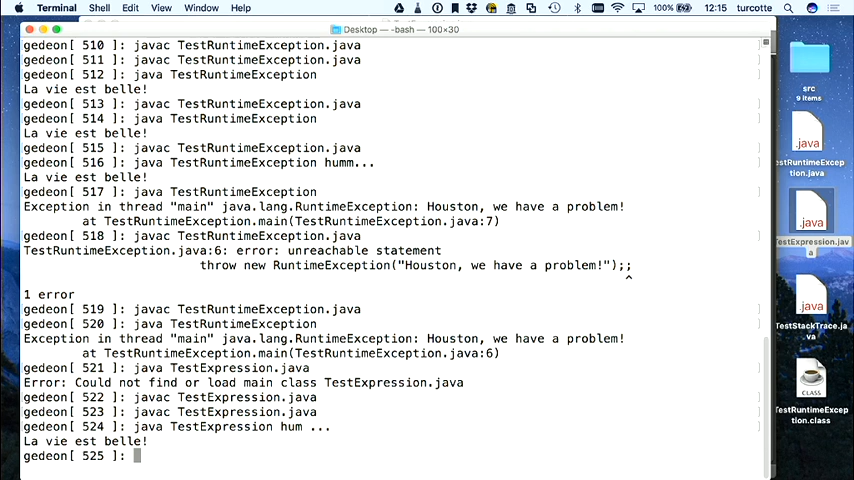 Terminal Shell Edit View Window Help
100% 12:15 turcotte
Desktop — -bash — 100×30
gedeon[ 510 ]: javac TestRuntimeException.java
gedeon[ 511 ]: javac TestRuntimeException.java
gedeon[ 512 ]: java TestRuntimeException
La vie est belle!
gedeon[ 513 ]: javac TestRuntimeException.java
gedeon[ 514 ]: java TestRuntimeException
La vie est belle!
gedeon[ 515 ]: javac TestRuntimeException.java
gedeon[ 516 ]: java TestRuntimeException humm...
La vie est belle!
gedeon[ 517 ]: java TestRuntimeException
Exception in thread "main" java.lang.RuntimeException: Houston, we have a problem!
at TestRuntimeException.main(TestRuntimeException.java:7)
gedeon[ 518 ]: javac TestRuntimeException.java
TestRuntimeException.java:6: error: unreachable statement
throw new RuntimeException("Houston, we have a problem!");;
^
1 error
gedeon[ 519 ]: javac TestRuntimeException.java
gedeon[ 520 ]: java TestRuntimeException
Exception in thread "main" java.lang.RuntimeException: Houston, we have a problem!
at TestRuntimeException.main(TestRuntimeException.java:6)
gedeon[ 521 ]: java TestExpression.java
Error: Could not find or load main class TestExpression.java
gedeon[ 522 ]: javac TestExpression.java
gedeon[ 523 ]: javac TestExpression.java
gedeon[ 524 ]: java TestExpression hum ...
La vie est belle!
gedeon[ 525 ]:
src
9 items
.java
TestRuntimeExcep
tion.java
.java
TestExpression.jav
a
.java
TestStackTrace.ja
va
CLASS
TestRuntimeExcep
tion.class